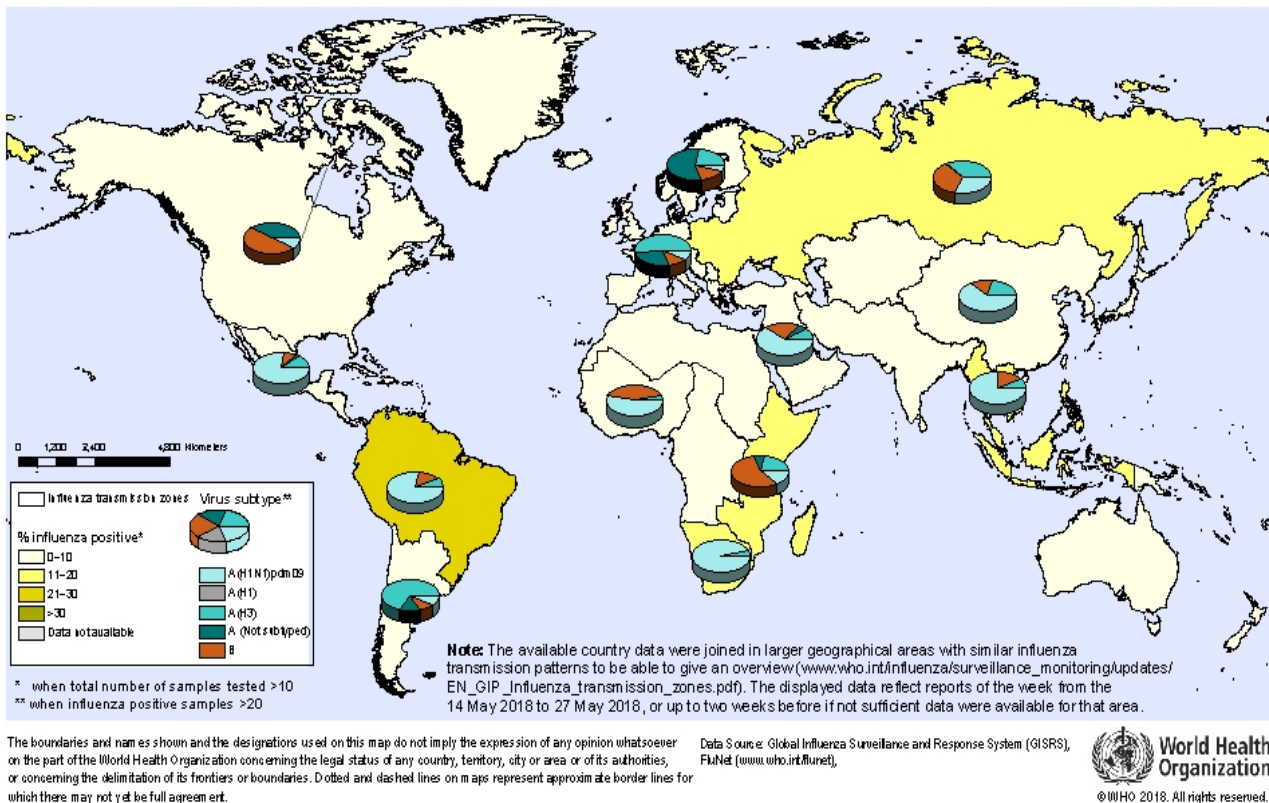 0 1,200 2,400 4,800 Kilometers
Influenza transmission zones
Virus subtype**
% influenza positive*
0-10
11-20
21-30
>30
Data not available
A(H1N1)pdm09
A(H1)
A(H3)
A (Not subtyped)
B
* when total number of samples tested >10
** when influenza positive samples >20
Note: The available country data were joined in larger geographical areas with similar influenza
transmission patterns to be able to give an overview (www.who.int/influenza/surveillance_monitoring/updates/
EN_GIP_Influenza_transmission_zones.pdf). The displayed data reflect reports of the week from the
14 May 2018 to 27 May 2018, or up to two weeks before if not sufficient data were available for that area.
The boundaries and names shown and the designations used on this map do not imply the expression of any opinion whatsoever
on the part of the World Health Organization concerning the legal status of any country, territory, city or area or of its authorities,
or concerning the delimitation of its frontiers or boundaries. Dotted and dashed lines on maps represent approximate border lines for
which there may not yet be full agreement.
Data Source: Global Influenza Surveillance and Response System (GISRS),
FluNet (www.who.int/flunet),
World Health
Organization
©WHO 2018. All rights reserved.